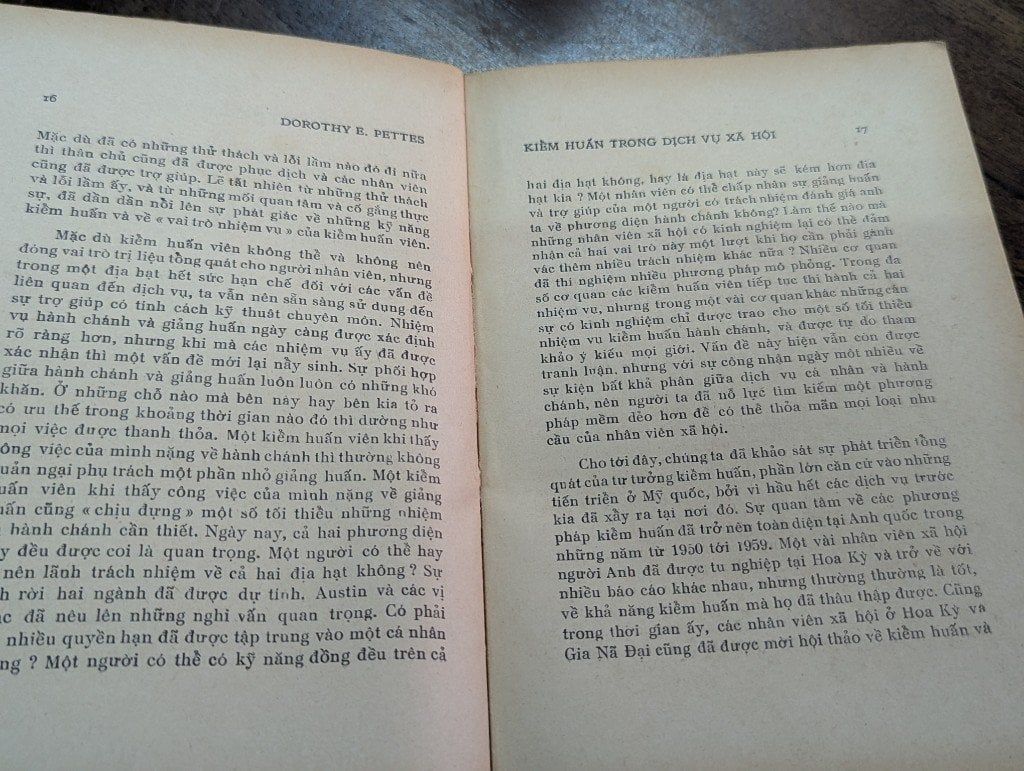 16
DOROTHY E. PETTES
Mặc dù đã có những thử thách và lỗi lầm nào đó đi nữa
thì thân chủ cũng đã được phục dịch và các nhân viên
cũng đã được trợ giúp. Lẽ tất nhiên từ những thử thách
và lỗi lầm ấy, và từ những mối quan tâm và cố gắng thực
sự, đã dần dần nổi lên sự phát giác về những kỹ năng
kiểm huấn và về « vai trò nhiệm vụ » của kiểm huấn viên.
Mặc dù kiểm huấn viên không thể và không nên
đóng vai trò trị liệu tổng quát cho người nhân viên, nhưng
trong một địa hạt hết sức hạn chế đối với các vấn đề
liên quan đến dịch vụ, ta vẫn nên sẵn sàng sử dụng đến
sự trợ giúp có tính cách kỹ thuật chuyên môn. Nhiệm
vụ hành chánh và giảng huấn ngày càng được xác định
rõ ràng hơn, nhưng khi mà các nhiệm vụ ấy đã được
xác nhận thì một vấn đề mới lại nẩy sinh. Sự phối hợp
giữa hành chánh và giảng huấn luôn luôn có những khó
khăn. Ở những chỗ nào mà bên này hay bên kia tỏ ra
có ưu thế trong khoảng thời gian nào đó thì dường như
mọi việc được thanh thỏa. Một kiểm huấn viên khi thấy
công việc của mình nặng về hành chánh thì thường không
quản ngại phụ trách một phần nhỏ giảng huấn. Một kiểm
huấn viên khi thấy công việc của mình nặng về giảng
huấn cũng «chịu đựng» một số tối thiểu những nhiệm
hành chánh cần thiết. Ngày nay, cả hai phương diện
y đều được coi là quan trọng. Một người có thể hay
nên lãnh trách nhiệm về cả hai địa hạt không? Sự
h rời hai ngành đã được dự tính, Austin và các vị
c đã nêu lên những nghi vấn quan trọng. Có phải
nhiều quyền hạn đã được tập trung vào một cá nhân
ng ? Một người có thể có kỹ năng đồng đều trên cả
KIỂM HUẤN TRONG DỊCH VỤ XÃ HỘI
17
hai địa hạt không, hay là địa hạt này sẽ kém hơn địa
hạt kia ? Một nhân viên có thể chấp nhân sự giảng huấn
và trợ giúp của một người có trách nhiệm đánh giá anh
ta về phương diện hành chánh không? Làm thế nào mà
những nhân viên xã hội có kinh nghiệm lại có thể đảm
nhận cả hai vai trò này một lượt khi họ cần phải gánh
vác thêm nhiều trách nhiệm khác nữa ? Nhiều cơ quan
đã thí nghiệm nhiều phương pháp mô phỏng. Trong đa
số cơ quan các kiểm huấn viên tiếp tục thi hành cả hai
nhiệm vụ, nhưng trong một vài cơ quan khác những cán
sự có kinh nghiệm chỉ được trao cho một số tối thiểu
nhiệm vụ kiểm huấn hành chánh, và được tự do tham
khảo ý kiếu mọi giới. Vấn đề này hiện vẫn còn được
tranh luận, nhưng với sự công nhận ngày một nhiều về
sự kiện bất khả phân giữa dịch vụ cá nhân và hành
chánh, nên người ta đã nỗ lực tìm kiếm một phương
pháp mềm dẻo hơn để có thể thỏa mãn mọi loại nhu
cầu của nhân viên xã hội.
Cho tới đây, chúng ta đã khảo sát sự phát triển tổng
quát của tư tưởng kiểm huấn, phần lớn căn cứ vào những
tiến triển ở Mỹ quốc, bởi vì hầu hết các dịch vụ trước
kia đã xẩy ra tại nơi đó. Sự quan tâm về các phương
pháp kiểm huấn đã trở nên toàn diện tại Anh quốc trong
những năm từ 1950 tới 1959. Một vài nhân viên xã hội
người Anh đã được tu nghiệp tại Hoa Kỳ và trở về với
nhiều báo cáo khác nhau, nhưng thường thường là tốt,
về khả năng kiểm huấn mà họ đã thâu thập được. Cũng
trong thời gian ấy, các nhân viên xã hội ở Hoa Kỳ và
Gia Nã Đại cũng đã được mời hội thảo về kiểm huấn và